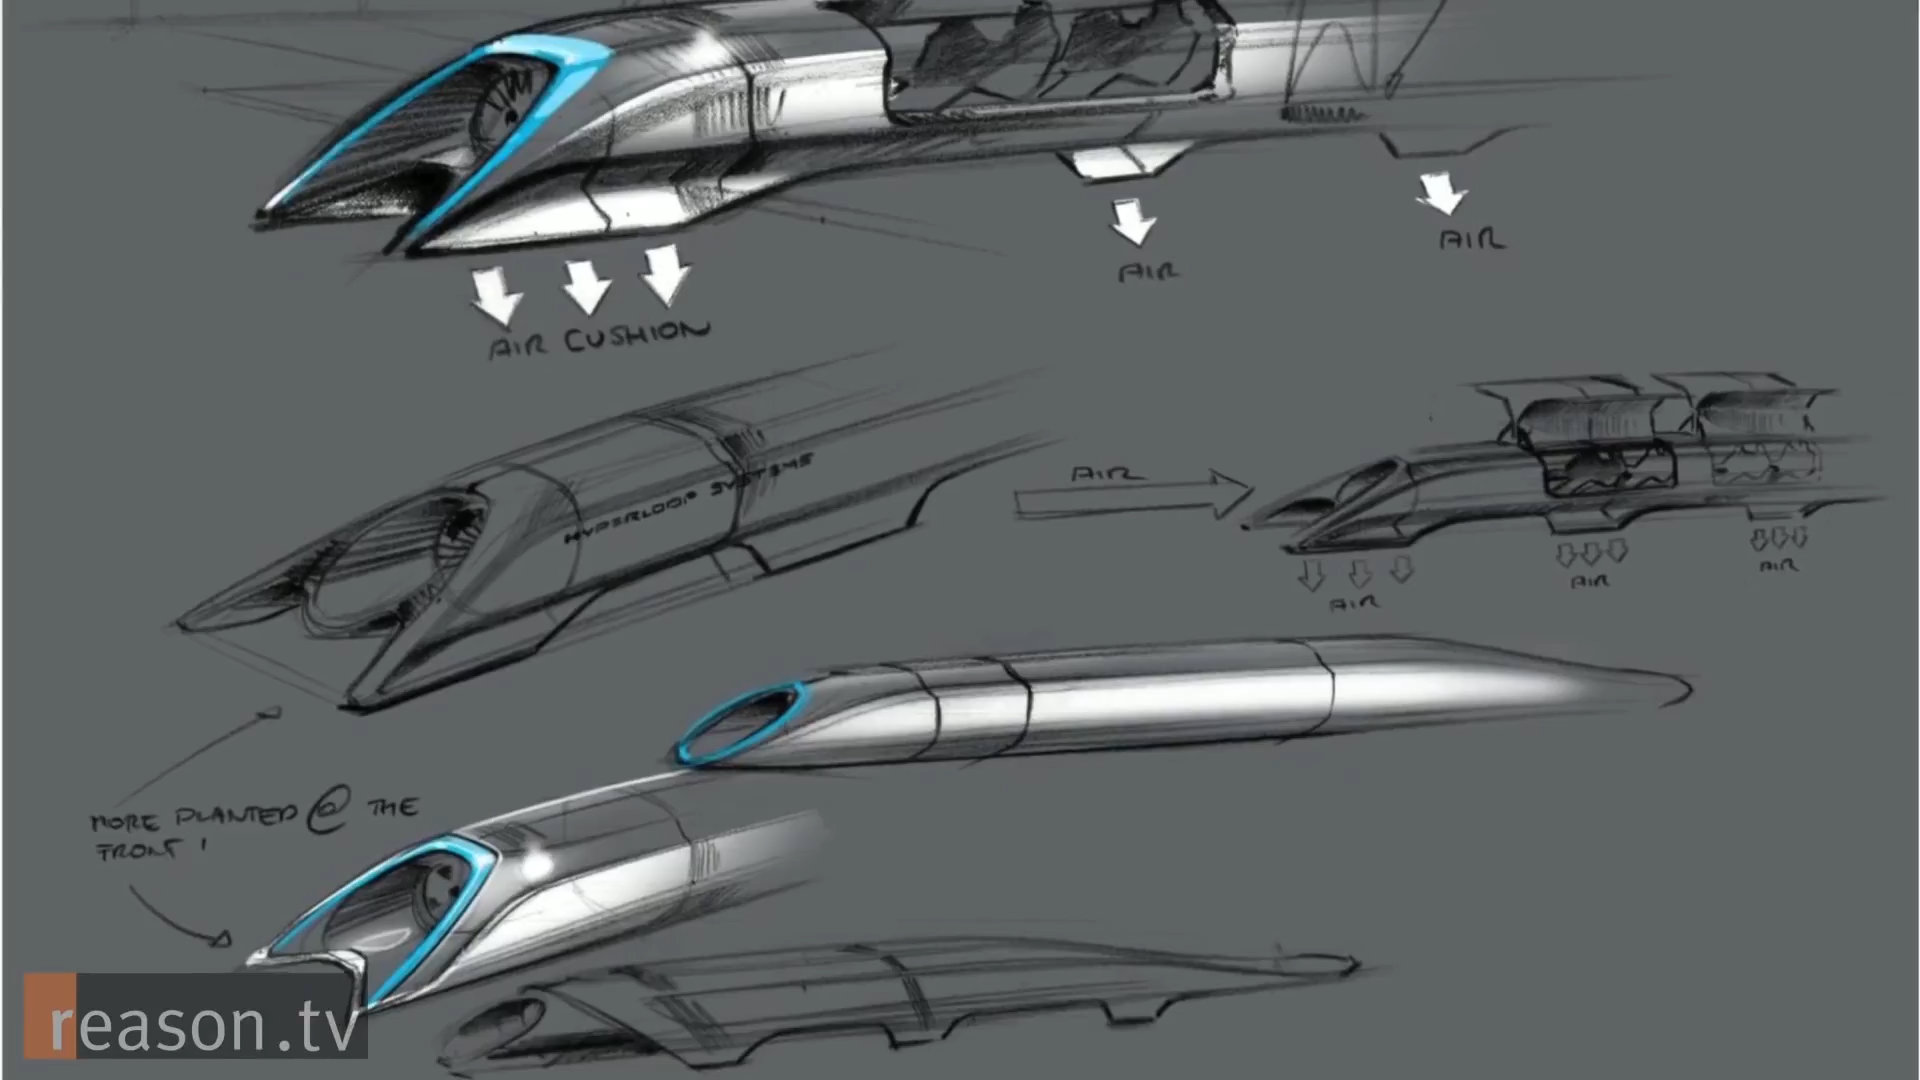 AIR
AIR
AIR CUSHION
AIR
HYPERLOOP SYSTEMS
AIR
AIR
AIR
MORE PLANTED @ THE
FRONT !
reason.tv